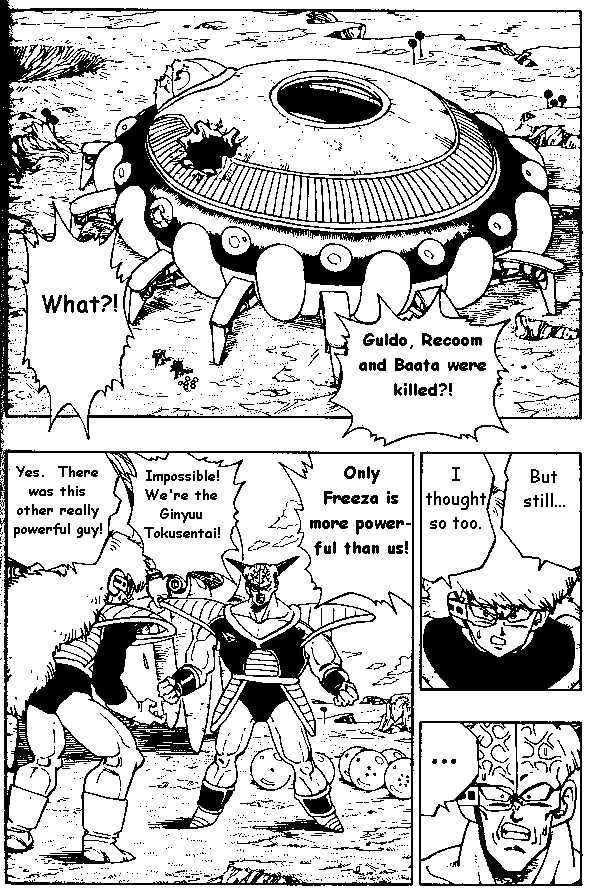 What?!
Guldo, Recoom
and Baata were
killed?!
Yes. There
was this
other really
powerful guy!
Impossible!
We're the
Ginyuu
Tokusentai!
Only
Freeza is
more power-
ful than us!
I
thought
so too.
But
still...
...